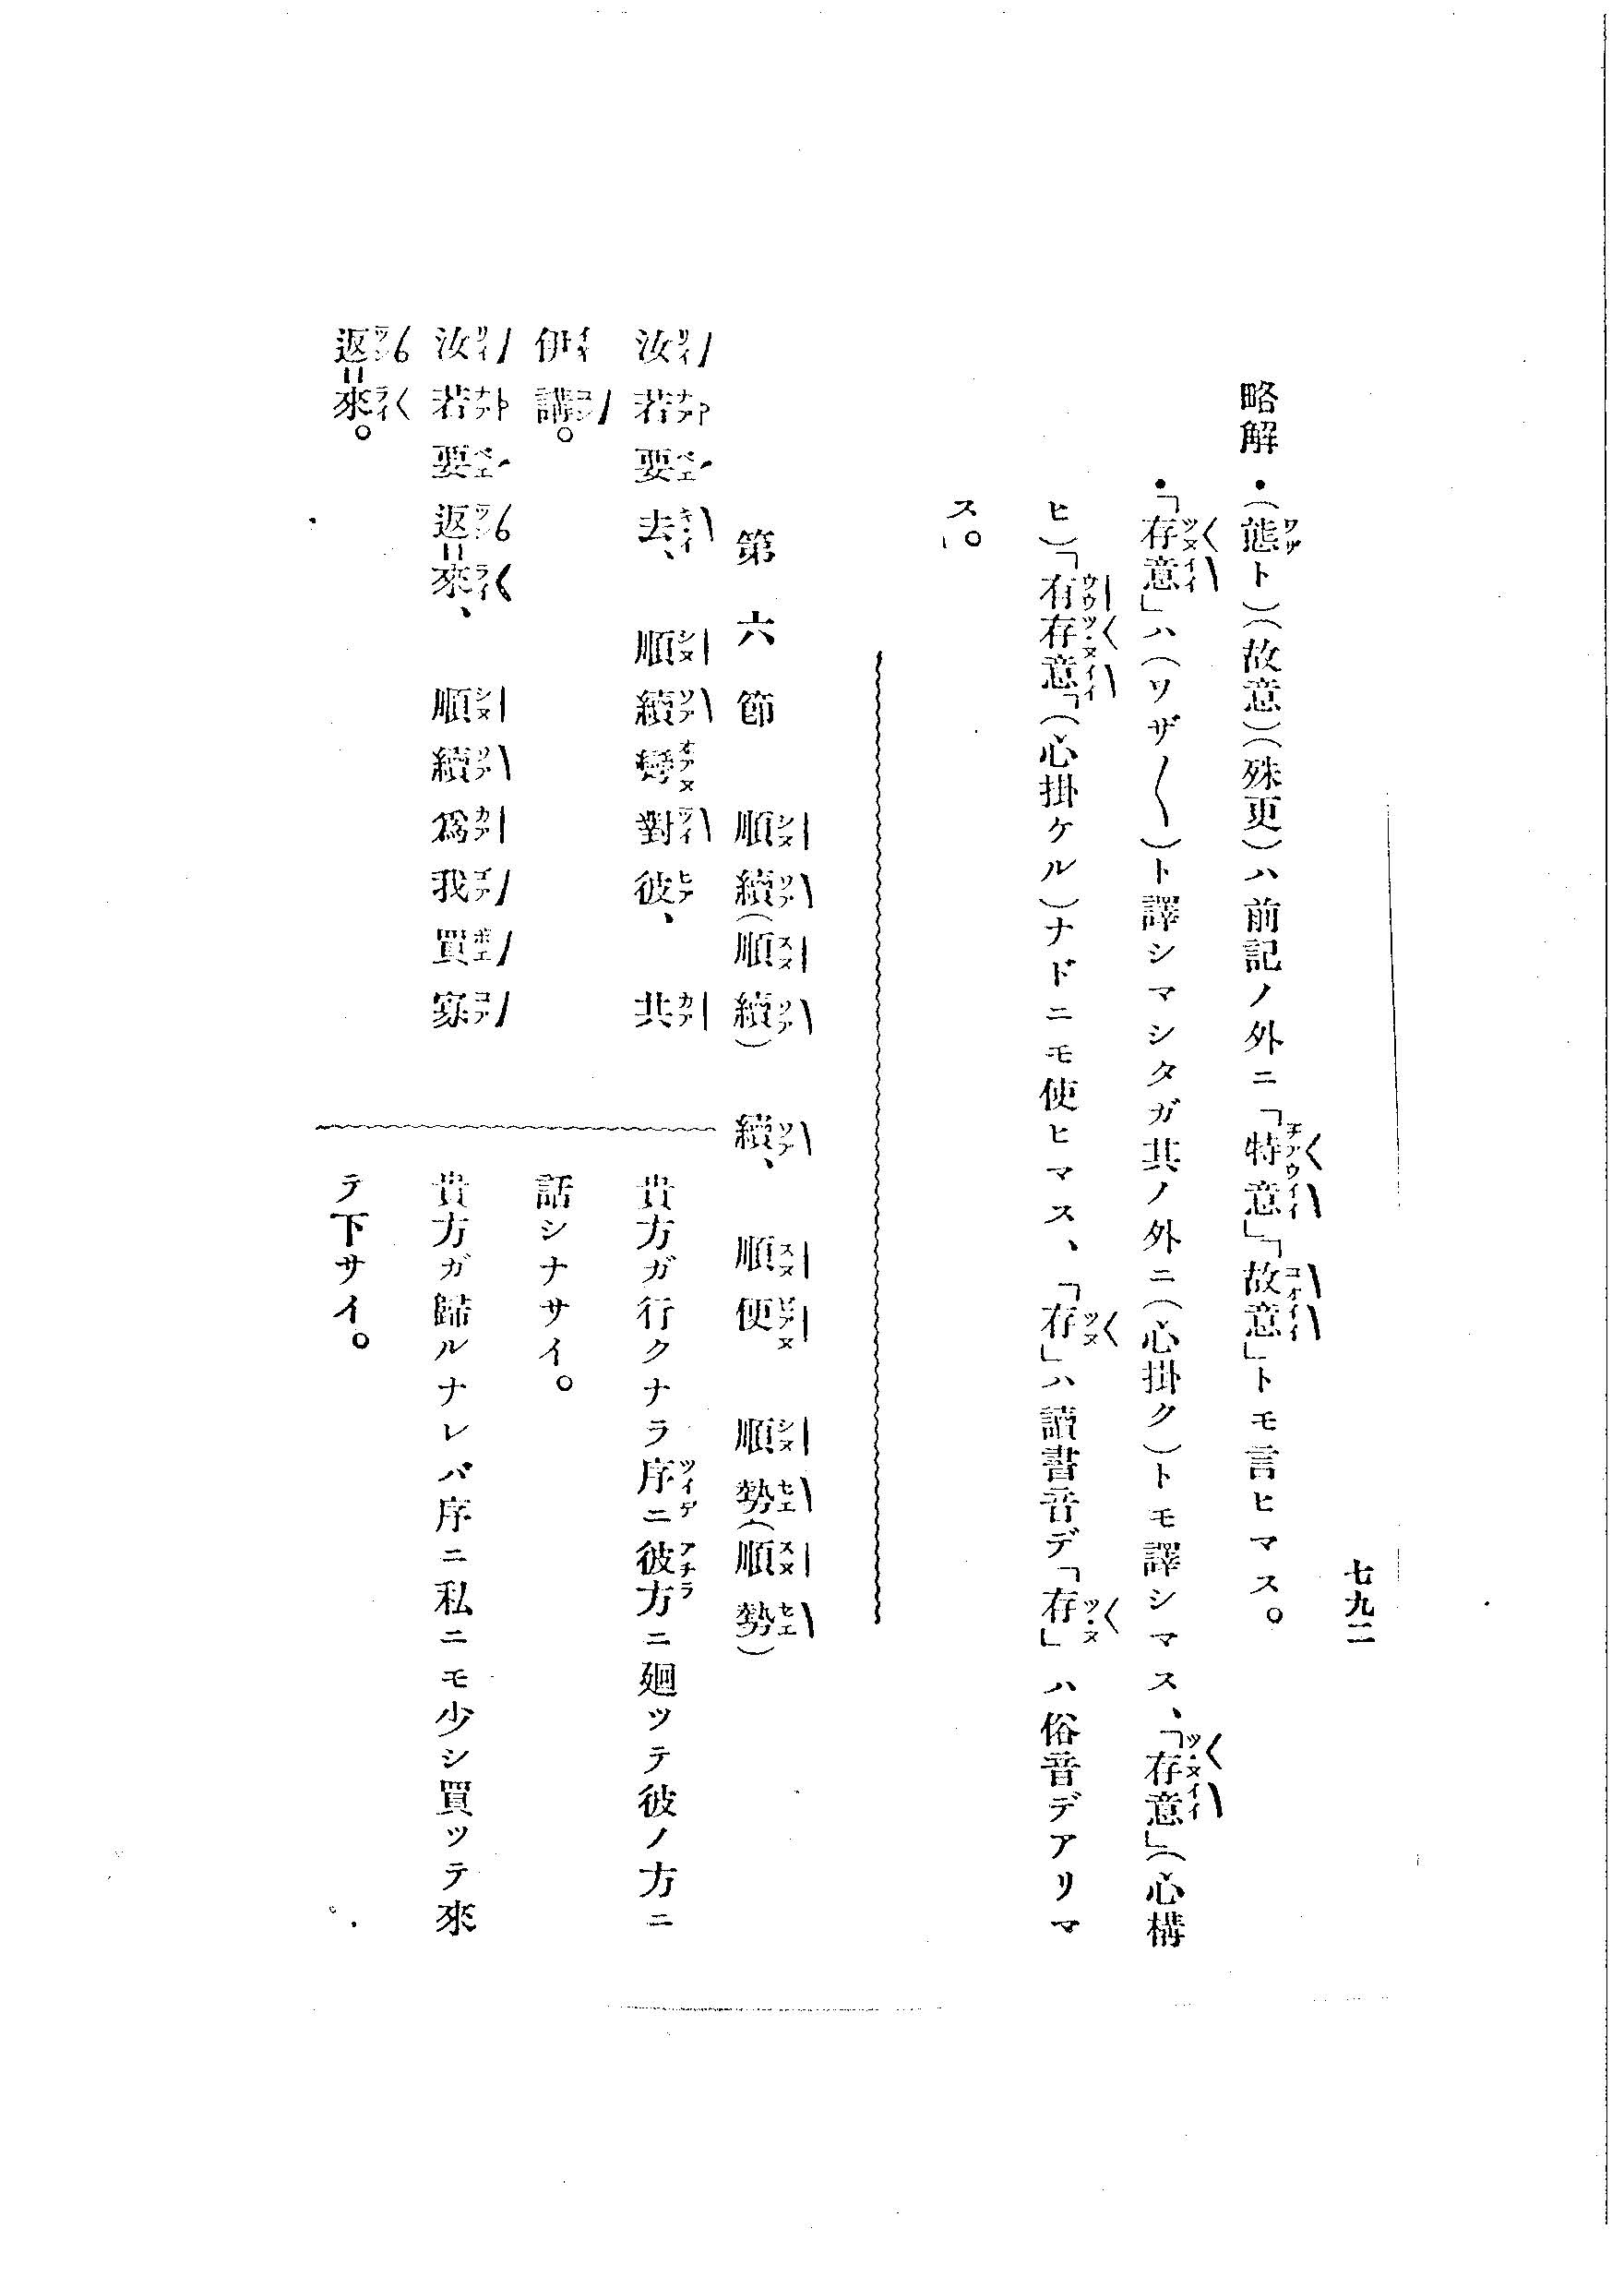 七九二
略解・(態ト)(故意)(殊更)ハ前記ノ外ニ「特意」「故意」トモ言ヒマス。
・「存意」ハ(ワザ〱)ト譯シマシタガ其ノ外ニ(心掛ク)トモ譯シマス、「存意」(心構
ヒ)「有存意「(心掛ケル)ナドニモ使ヒマス、「存」ハ讀書音デ「存」ハ俗音デアリマ
ス。
第六節 順續(順續) 續、 順便 順勢(順勢)
汝若要去、 順續彎對彼、 共
伊講。
汝若要返=來、 順續爲我買寡
返=來。
貴方ガ行クナラ序ニ彼方ニ廻ツテ彼ノ方ニ
話シナサイ。
貴方ガ歸ルナレバ序ニ私ニモ少シ買ツテ來
テ下サイ。